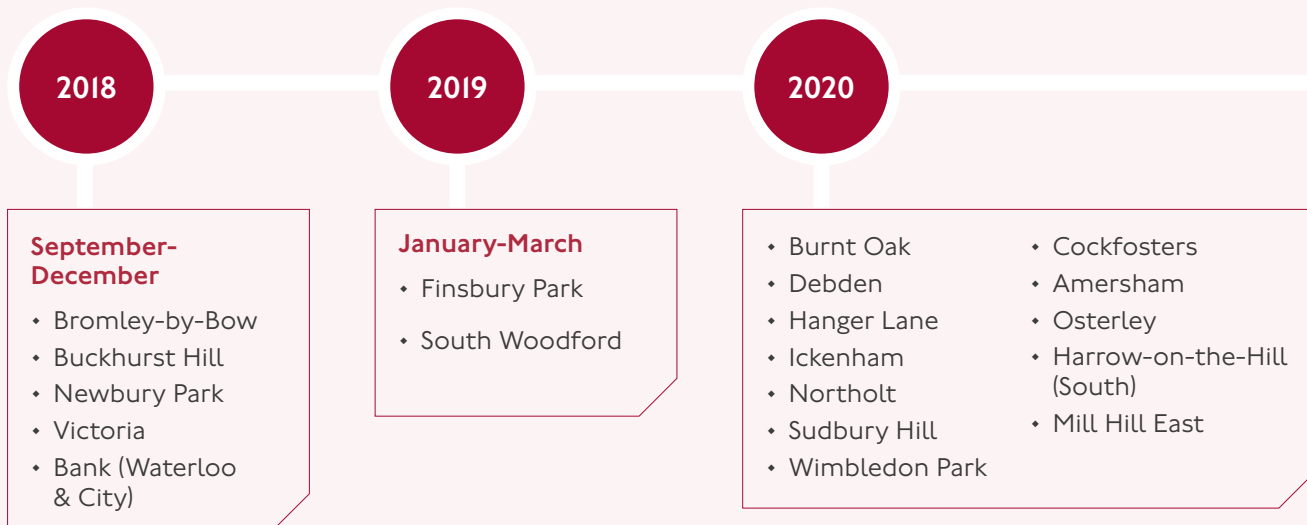 2018
September-
December
• Bromley-by-Bow
• Buckhurst Hill
• Newbury Park
• Victoria
• Bank (Waterloo
& City)
2019
January-March
• Finsbury Park
• South Woodford
2020
• Burnt Oak
• Debden
• Hanger Lane
• Ickenham
• Northolt
• Sudbury Hill
• Wimbledon Park
• Cockfosters
• Amersham
• Osterley
• Harrow-on-the-Hill
(South)
• Mill Hill East